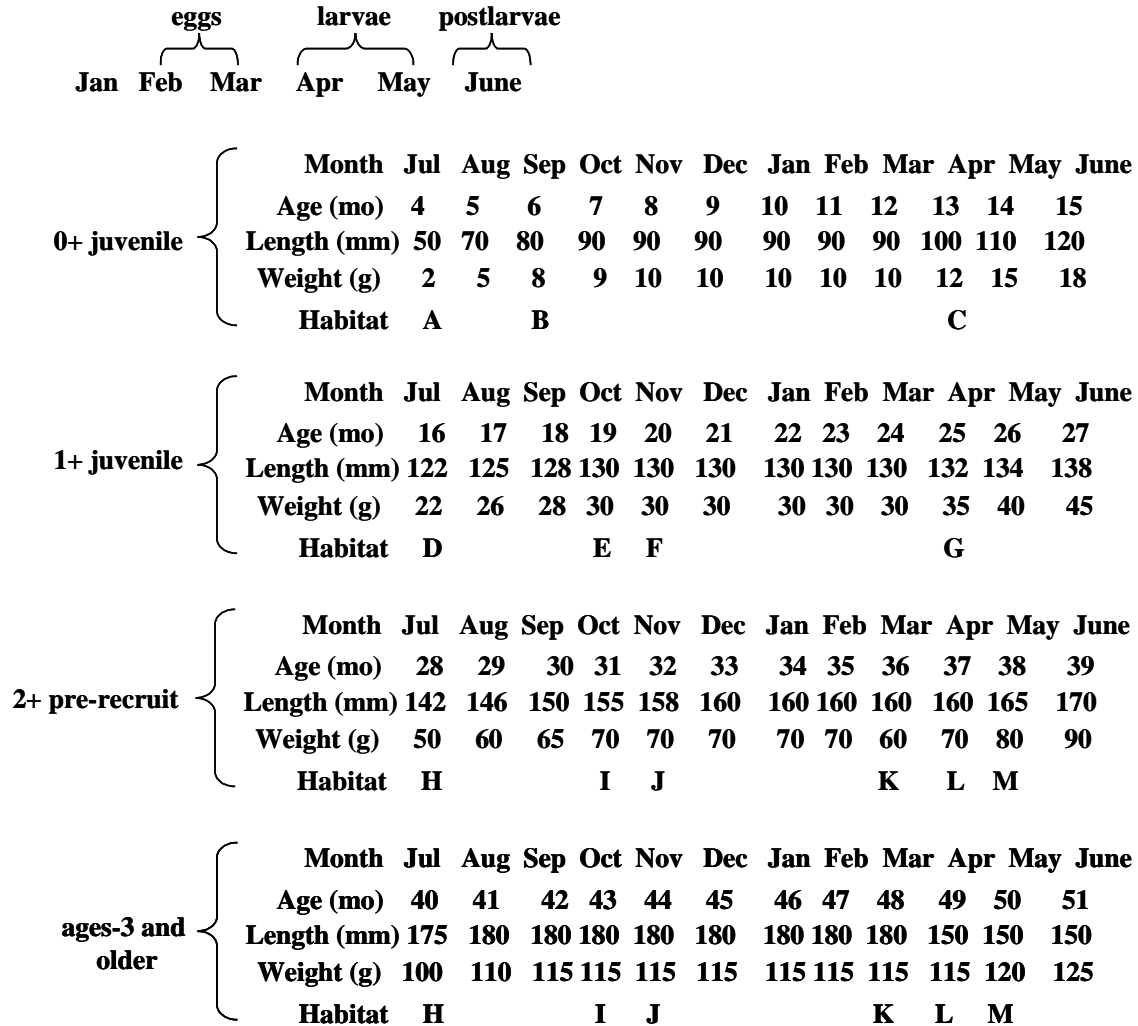 eggs larvae postlarvae
Jan Feb Mar Apr May June
Month Jul Aug Sep Oct Nov Dec Jan Feb Mar Apr May June
Age (mo) 4 5 6 7 8 9 10 11 12 13 14 15
0+ juvenile Length (mm) 50 70 80 90 90 90 90 90 90 100 110 120
Weight (g) 2 5 8 9 10 10 10 10 10 12 15 18
Habitat A B C
Month Jul Aug Sep Oct Nov Dec Jan Feb Mar Apr May June
Age (mo) 16 17 18 19 20 21 22 23 24 25 26 27
1+ juvenile Length (mm) 122 125 128 130 130 130 130 130 130 132 134 138
Weight (g) 22 26 28 30 30 30 30 30 30 35 40 45
Habitat D E F G
Month Jul Aug Sep Oct Nov Dec Jan Feb Mar Apr May June
Age (mo) 28 29 30 31 32 33 34 35 36 37 38 39
2+ pre-recruit Length (mm) 142 146 150 155 158 160 160 160 160 160 165 170
Weight (g) 50 60 65 70 70 70 70 70 60 70 80 90
Habitat H I J K L M
Month Jul Aug Sep Oct Nov Dec Jan Feb Mar Apr May June
Age (mo) 40 41 42 43 44 45 46 47 48 49 50 51
ages-3 and older Length (mm) 175 180 180 180 180 180 180 180 180 150 150 150
Weight (g) 100 110 115 115 115 115 115 115 115 115 120 125
Habitat H I J K L M